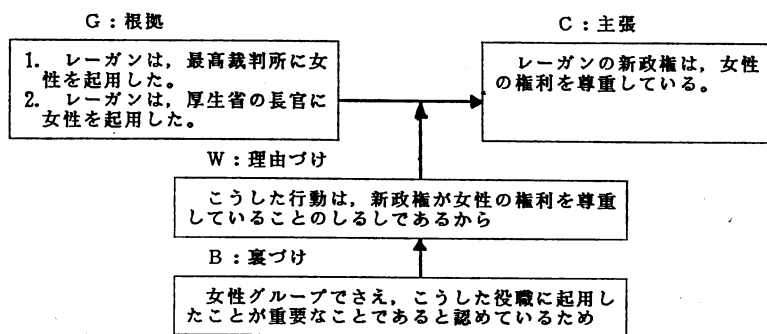 G：根拠
C：主張
1. レーガンは，最高裁判所に女
性を起用した。
2. レーガンは，厚生省の長官に
女性を起用した。
レーガンの新政権は，女性
の権利を尊重している。
W：理由づけ
こうした行動は，新政権が女性の権利を尊重
していることのしるしであるから
B：裏づけ
女性グループでさえ，こうした役職に起用し
たことが重要なことであると認めているため